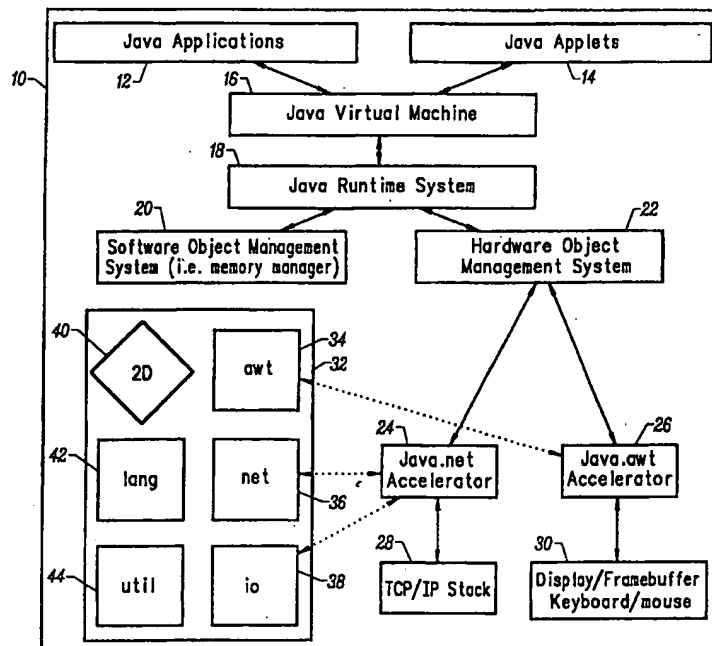 Java Applications
Java Applets
10
12
16
14
Java Virtual Machine
18
Java Runtime System
20
22
Software Object Management
System (i.e. memory manager)
Hardware Object
Management System
40
34
32
2D
awt
24
26
42
lang
net
Java.net
Accelerator
Java.awt
Accelerator
36
28
30
44
util
io
38
TCP/IP Stack
Display/Framebuffer
Keyboard/mouse